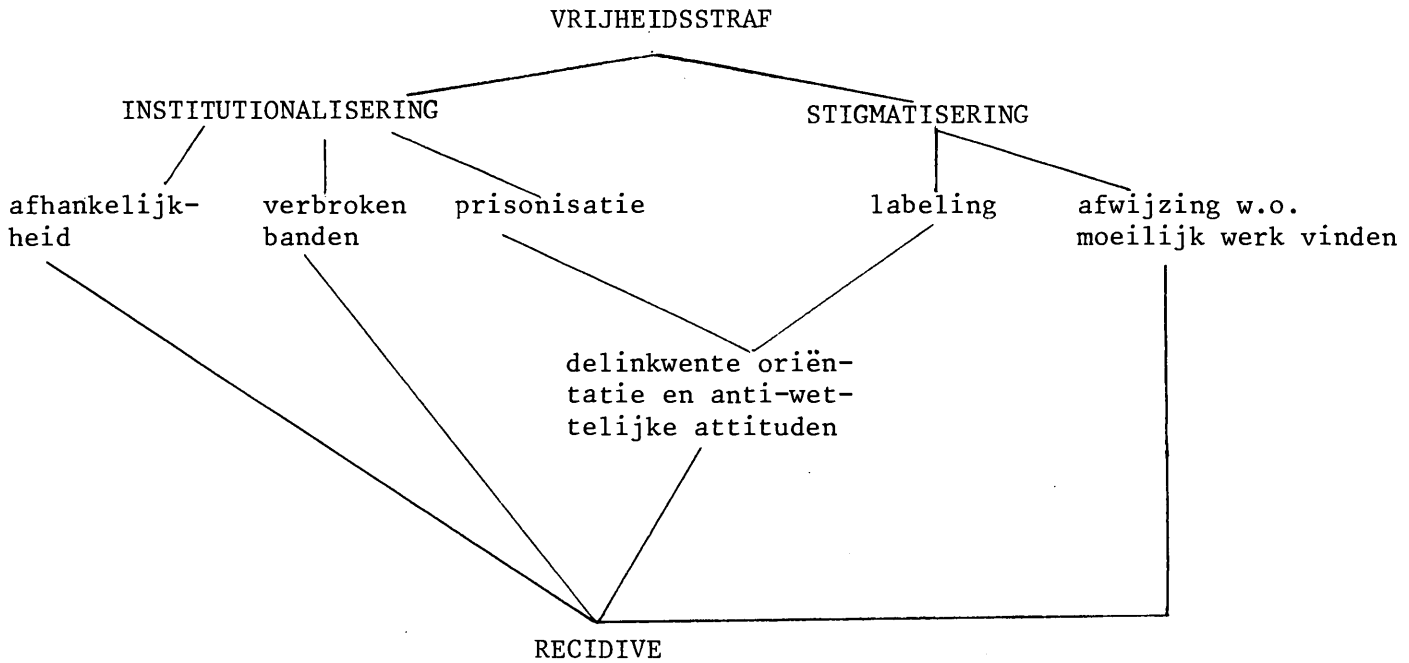 VRIJHEIDSSTRAF
INSTITUTIONALISERING
STIGMATISERING
afhankelijk-
heid
verbroken
banden
prisonisatie
labeling
afwijzing w.o.
moeilijk werk vinden
delinkwente oriën-
tatie en anti-wet-
telijke attituden
RECIDIVE